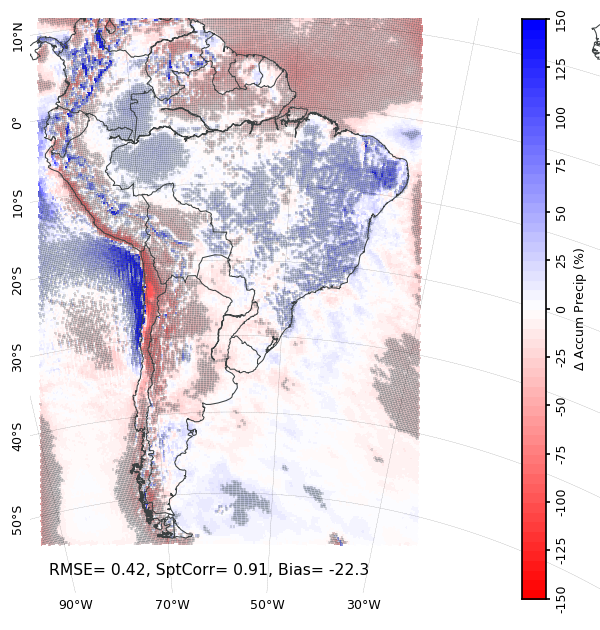 10°N
0°
10°S
20°S
30°S
40°S
50°S
RMSE= 0.42, SptCorr= 0.91, Bias= -22.3
90°W 70°W 50°W 30°W
150
125
100
75
50
25
0
-25
-50
-75
-100
-125
-150
Δ Accum Precip (%)